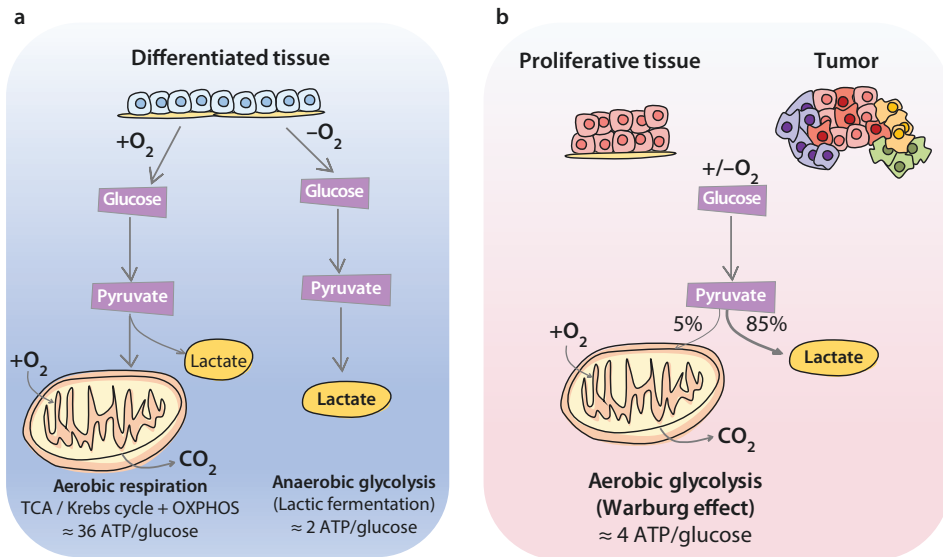 a
Differentiated tissue
+O2
–O2
Glucose
Glucose
Pyruvate
Pyruvate
+O2
Lactate
Lactate
CO2
Aerobic respiration
TCA / Krebs cycle + OXPHOS
≈ 36 ATP/glucose
Anaerobic glycolysis
(Lactic fermentation)
≈ 2 ATP/glucose
b
Proliferative tissue
Tumor
+/–O2
Glucose
Pyruvate
5%
85%
+O2
Lactate
CO2
Aerobic glycolysis
(Warburg effect)
≈ 4 ATP/glucose